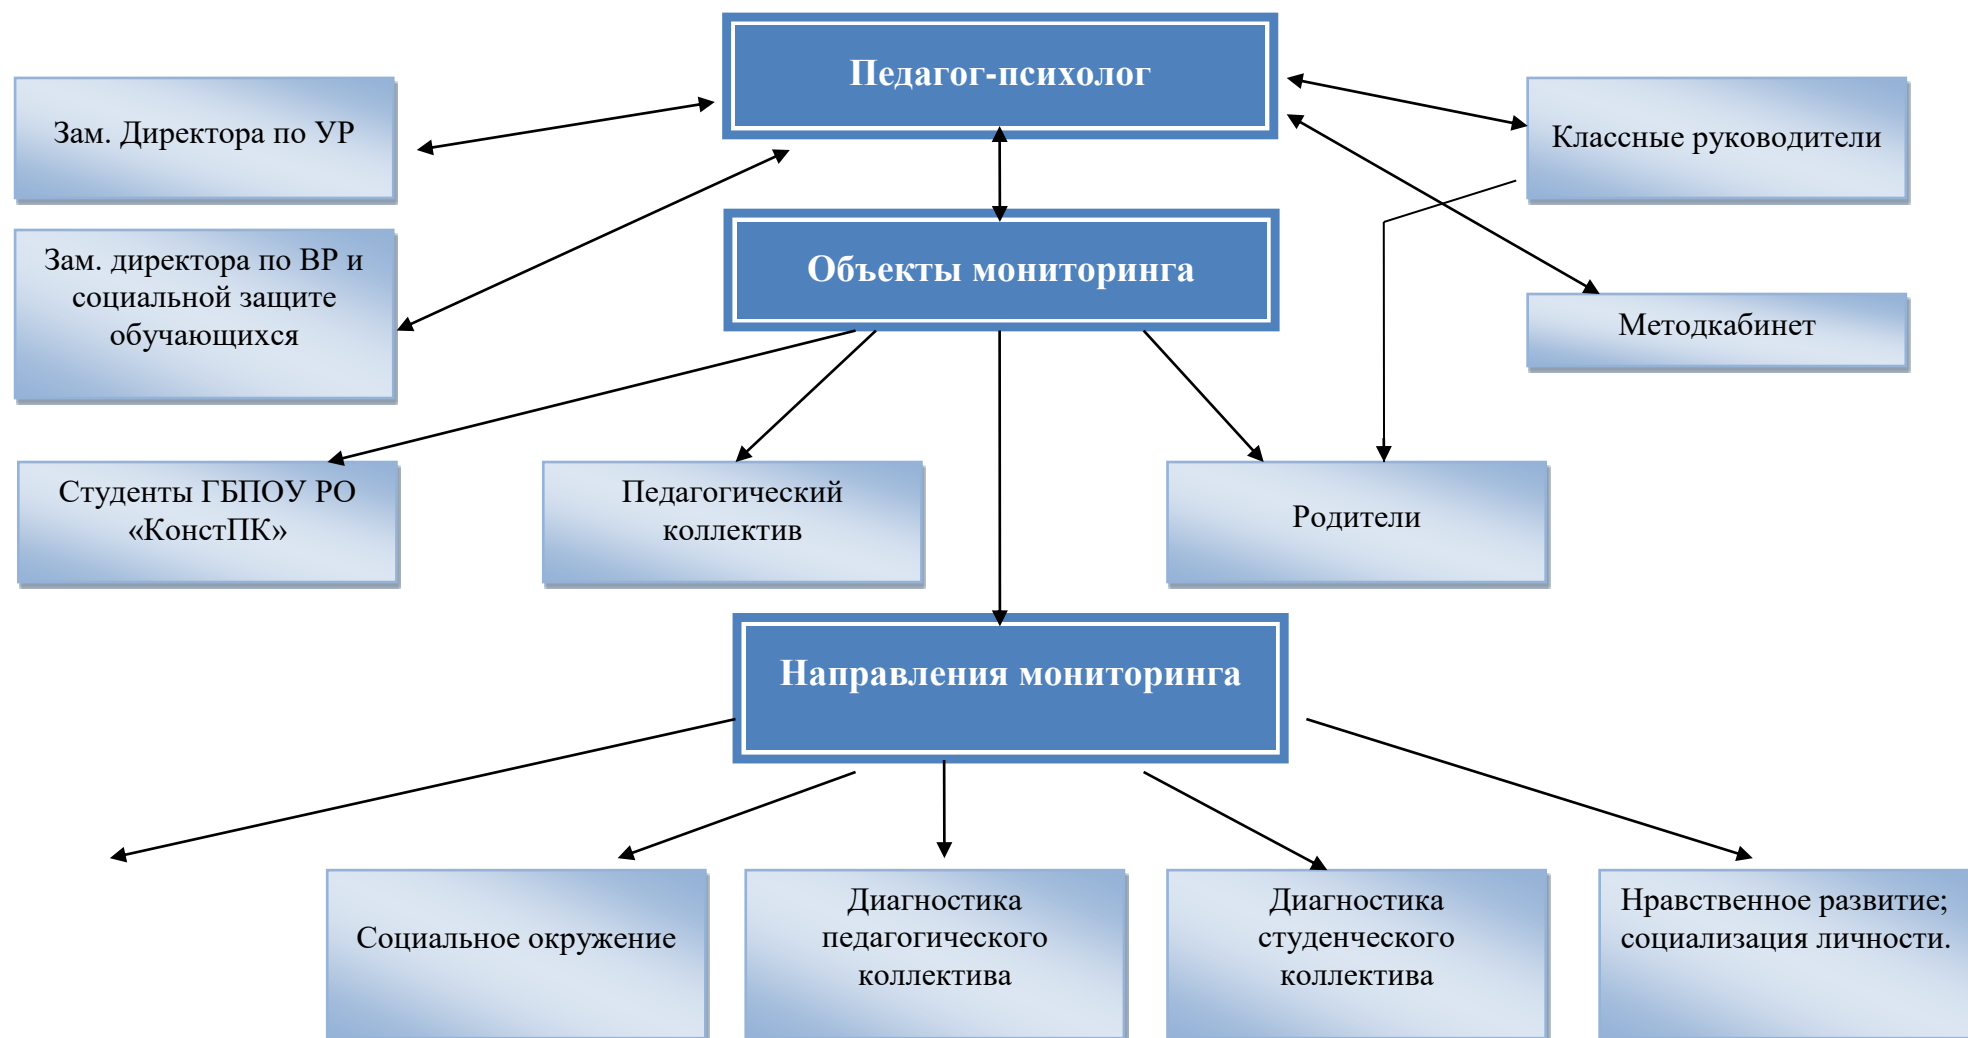 Педагог-психолог
Зам. Директора по УР
Классные руководители
Зам. директора по ВР и
социальной защите
обучающихся
Объекты мониторинга
Методкабинет
Студенты ГБПОУ РО
«КонстПК»
Педагогический
коллектив
Родители
Направления мониторинга
Социальное окружение
Диагностика
педагогического
коллектива
Диагностика
студенческого
коллектива
Нравственное развитие;
социализация личности.